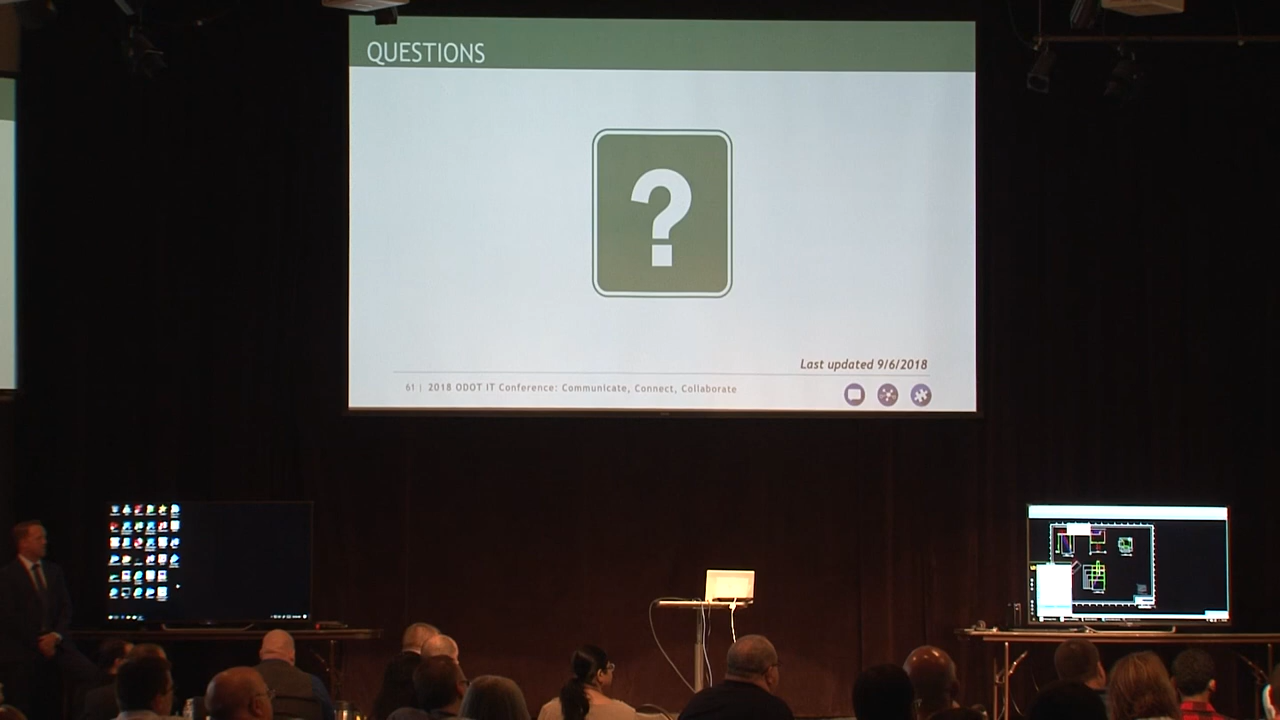 QUESTIONS
?
Last updated 9/6/2018
61 | 2018 ODOT IT Conference: Communicate, Connect, Collaborate